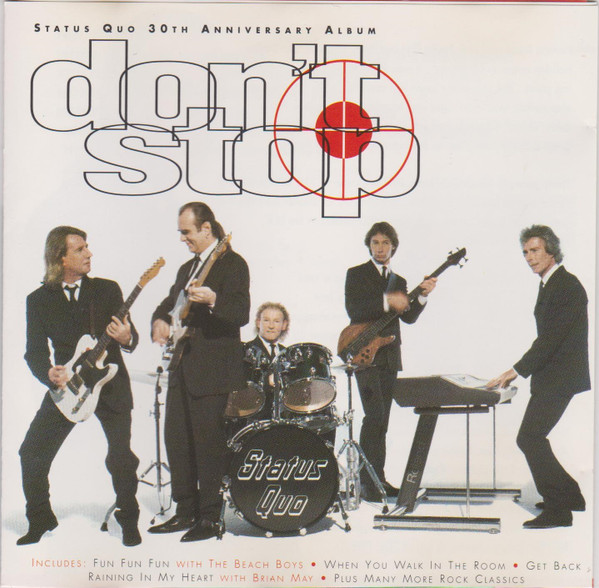 STATUS QUO 30TH ANNIVERSARY ALBUM
don't
stop
Status
Quo
INCLUDES: FUN FUN FUN WITH THE BEACH BOYS • WHEN YOU WALK IN THE ROOM • GET BACK
RAINING IN MY HEART WITH BRIAN MAY • PLUS MANY MORE ROCK CLASSICS